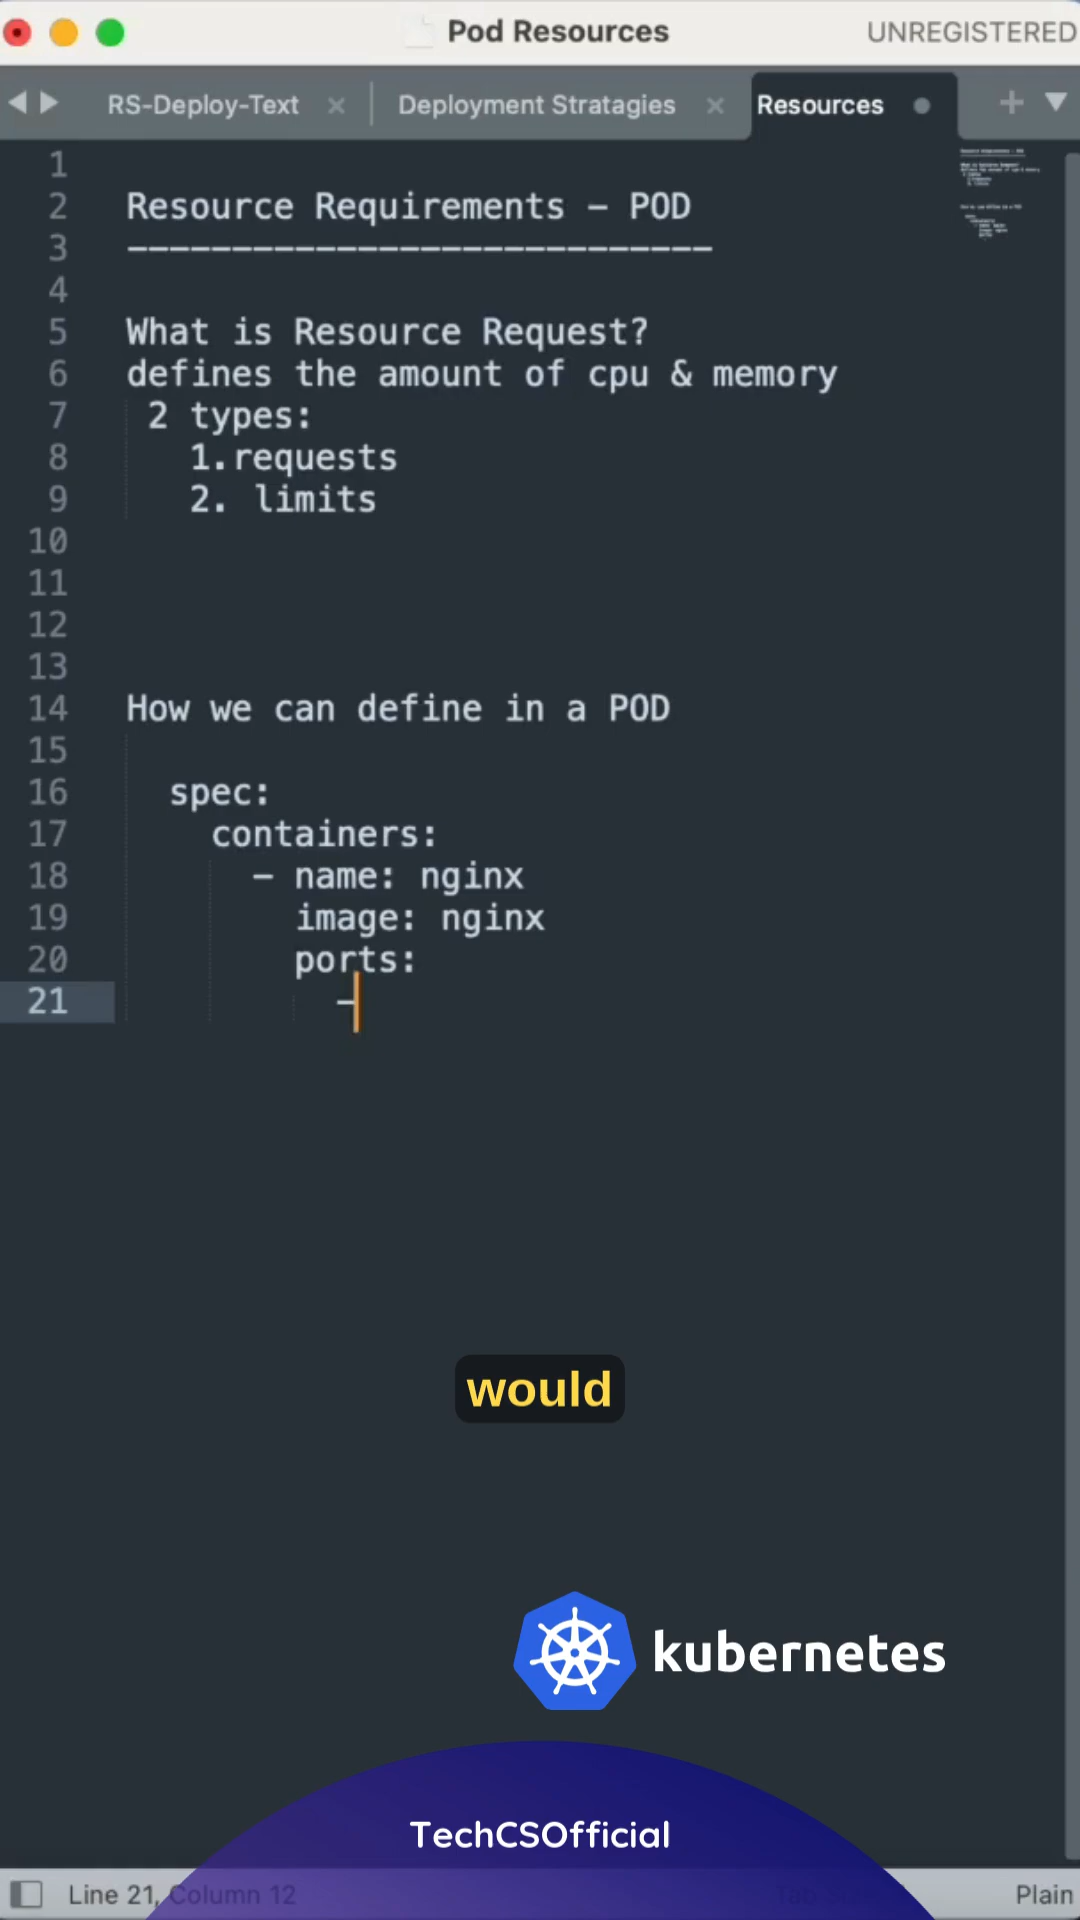 Pod Resources
UNREGISTERED
RS-Deploy-Text
Deployment Stratagies
Resources
1
2 Resource Requirements - POD
3 ----------------------------
4
5 What is Resource Request?
6 defines the amount of cpu & memory
7 2 types:
8 1.requests
9 2. limits
10
11
12
13
14 How we can define in a POD
15
16 spec:
17 containers:
18 - name: nginx
19 image: nginx
20 ports:
21 -
would
kubernetes
TechCSOfficial
Line 21, Column 12
Plain